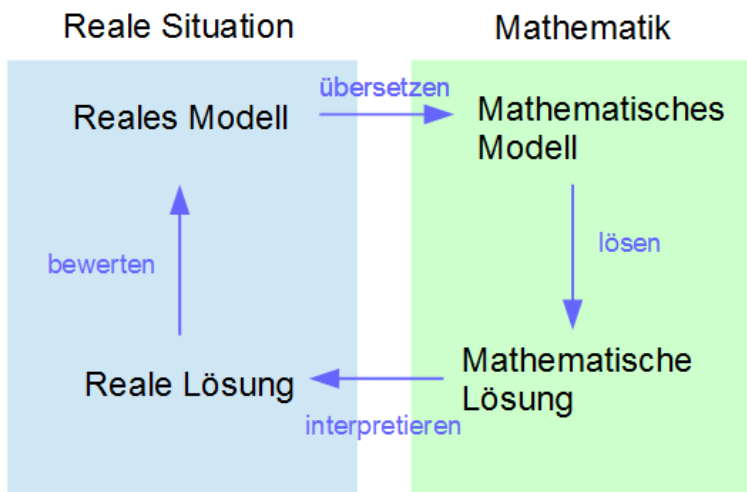 Reale Situation
Mathematik
Reales Modell
übersetzen
Mathematisches
Modell
bewerten
lösen
Reale Lösung
Mathematische
Lösung
interpretieren